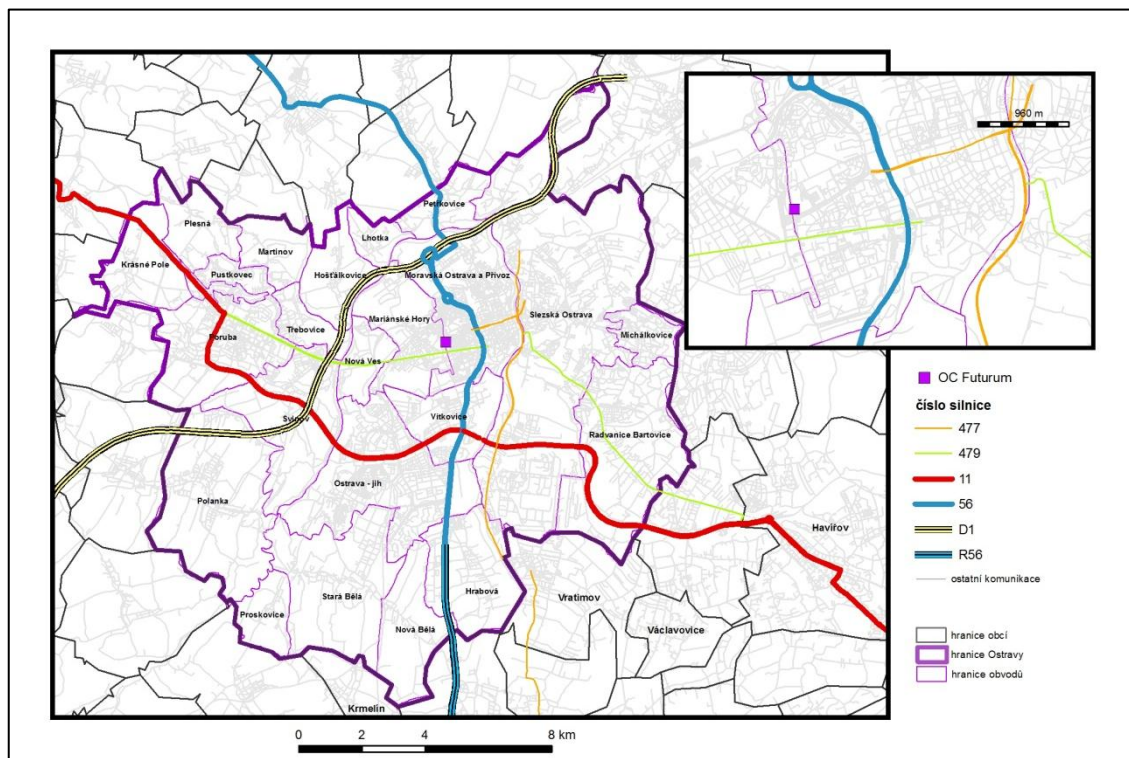 960 m
Petřkovice
Plesná
Lhotka
Martinov
Krásné Pole
Hošťálkovice
Moravská Ostrava a Přívoz
Pustkovec
Slezská Ostrava
Mariánské Hory
Třebovice
Michálkovice
Poruba
Nová Ves
Svinov
Vítkovice
Radvanice Bartovice
Ostrava - jih
Polanka
Havířov
Hrabová
Stará Bělá
Vratimov
Proskovice
Nová Bělá
Václavovice
Krmelín
OC Futurum
číslo silnice
477
479
11
56
D1
R56
ostatní komunikace
hranice obcí
hranice Ostravy
hranice obvodů
0 2 4 8 km